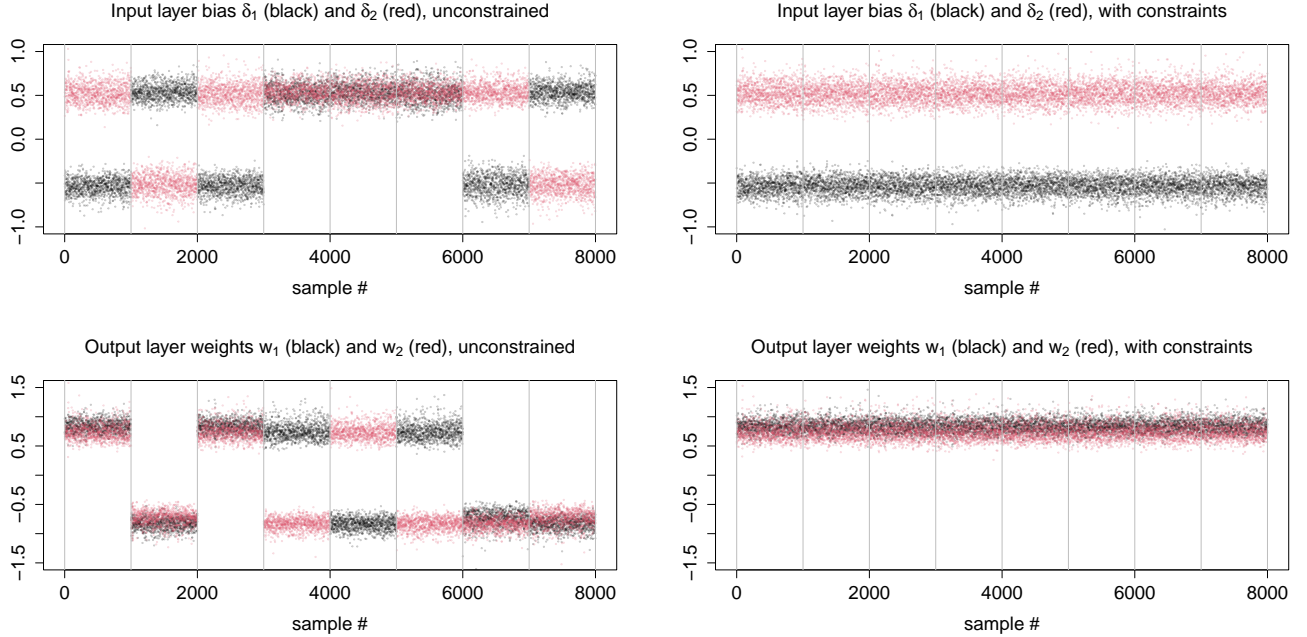 Input layer bias δ₁ (black) and δ₂ (red), unconstrained
1.0
0.5
0.0
−1.0
0 2000 4000 6000 8000
sample #
Input layer bias δ₁ (black) and δ₂ (red), with constraints
1.0
0.5
0.0
−1.0
0 2000 4000 6000 8000
sample #
Output layer weights w₁ (black) and w₂ (red), unconstrained
1.5
0.5
−0.5
−1.5
0 2000 4000 6000 8000
sample #
Output layer weights w₁ (black) and w₂ (red), with constraints
1.5
0.5
−0.5
−1.5
0 2000 4000 6000 8000
sample #